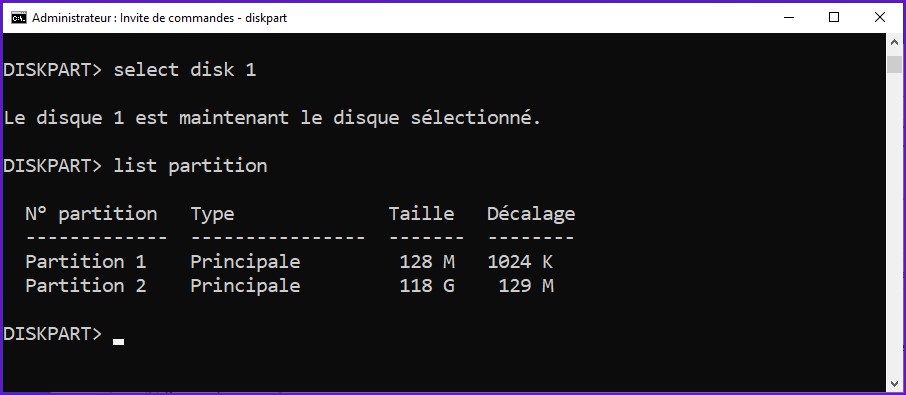 Administrateur : Invite de commandes - diskpart
DISKPART> select disk 1
Le disque 1 est maintenant le disque sélectionné.
DISKPART> list partition
N° partition   Type              Taille   Décalage
-------------  ----------------  -------  --------
Partition 1    Principale         128 M   1024 K
Partition 2    Principale         118 G    129 M
DISKPART>